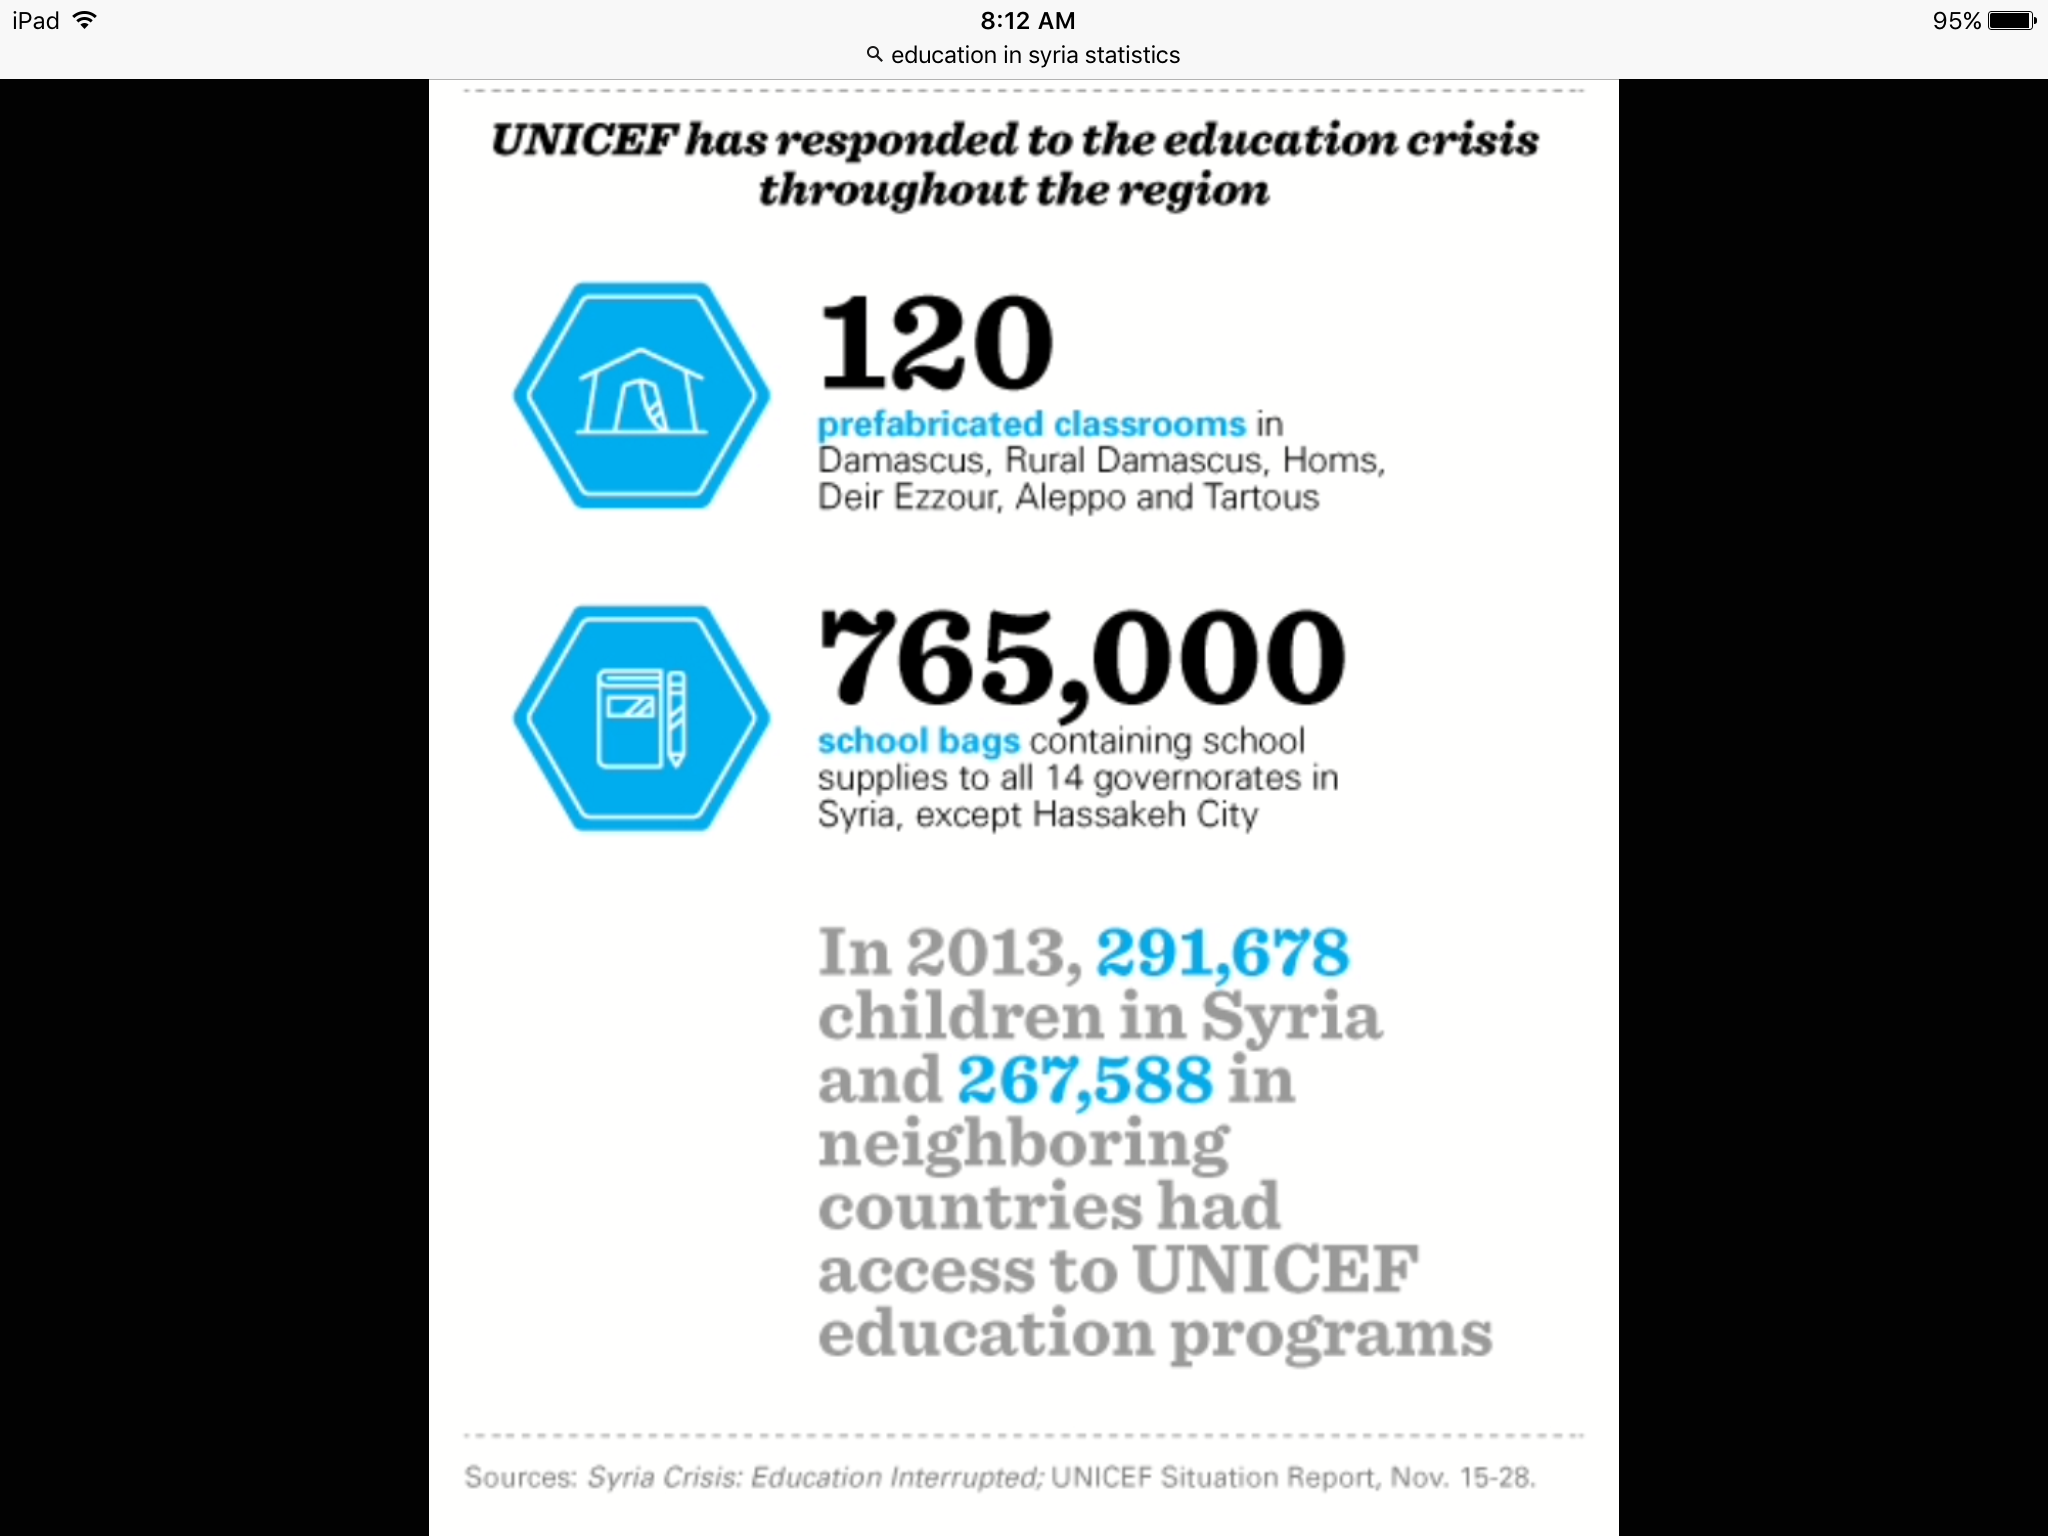 iPad
8:12 AM
95%
education in syria statistics
UNICEF has responded to the education crisis
throughout the region
120
prefabricated classrooms in
Damascus, Rural Damascus, Homs,
Deir Ezzour, Aleppo and Tartous
765,000
school bags containing school
supplies to all 14 governorates in
Syria, except Hassakeh City
In 2013, 291,678
children in Syria
and 267,588 in
neighboring
countries had
access to UNICEF
education programs
Sources: Syria Crisis: Education Interrupted; UNICEF Situation Report, Nov. 15-28.